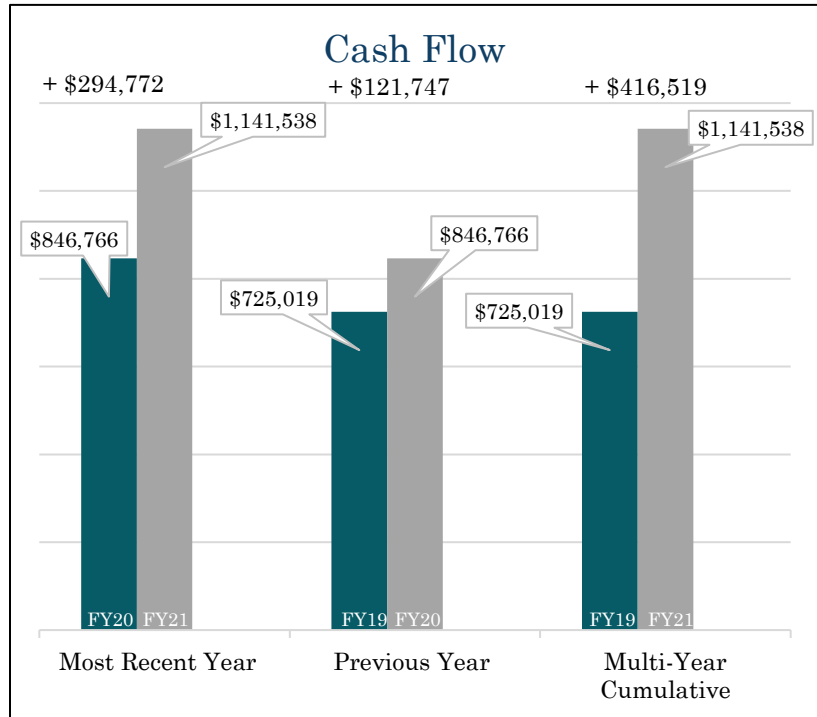 Cash Flow
+ $294,772
+ $121,747
+ $416,519
$1,141,538
$1,141,538
$846,766
$846,766
$725,019
$725,019
FY20
FY21
FY19
FY20
FY19
FY21
Most Recent Year
Previous Year
Multi-Year
Cumulative